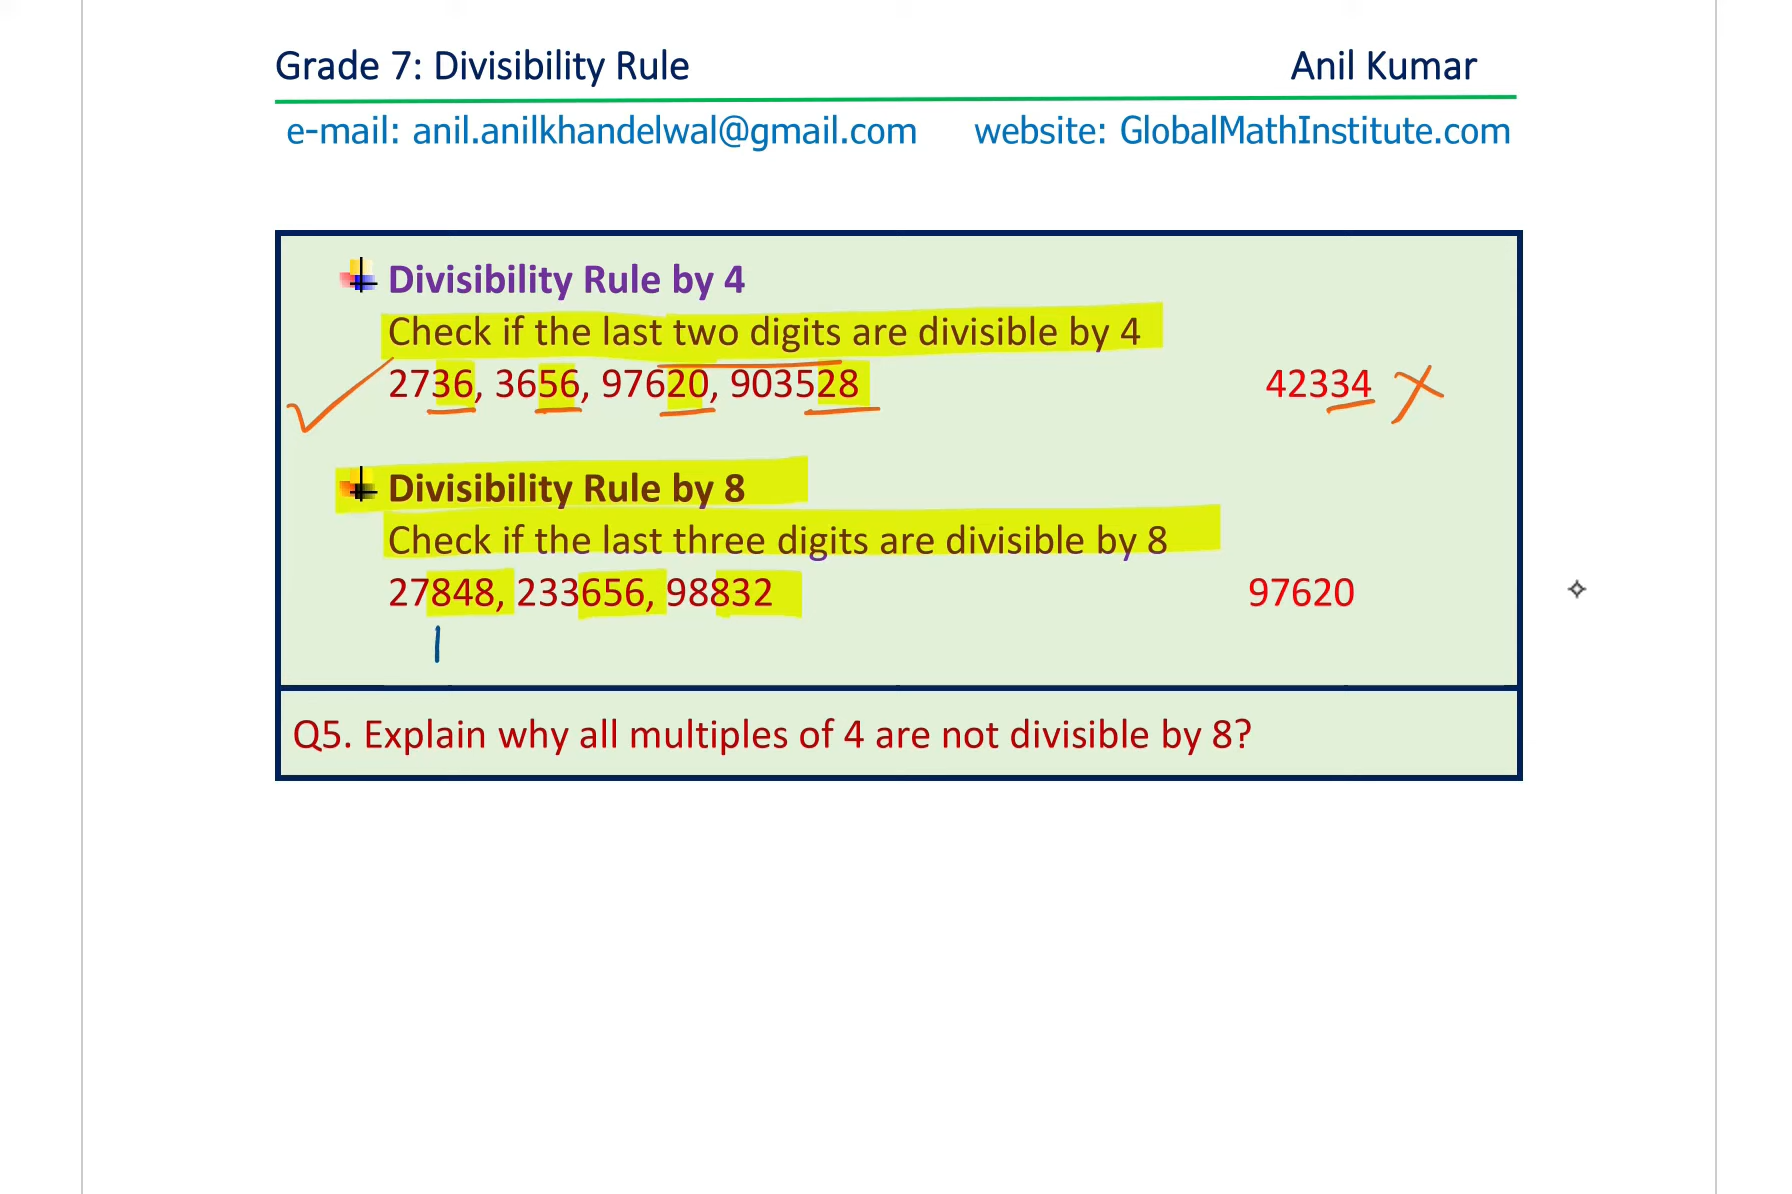 Grade 7: Divisibility Rule Anil Kumar
e-mail: anil.anilkhandelwal@gmail.com website: GlobalMathInstitute.com
Divisibility Rule by 4
Check if the last two digits are divisible by 4
2736, 3656, 97620, 903528 42334
Divisibility Rule by 8
Check if the last three digits are divisible by 8
27848, 233656, 98832 97620
Q5. Explain why all multiples of 4 are not divisible by 8?